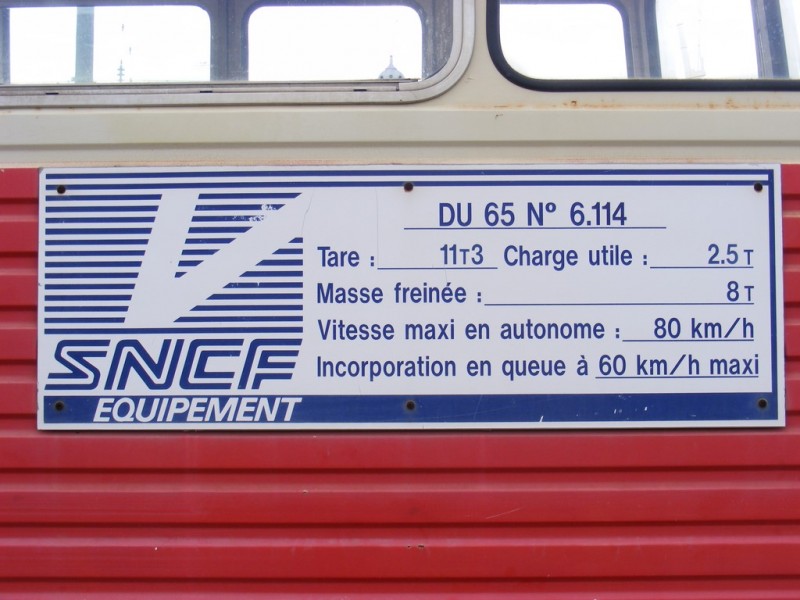 DU 65 Nº 6.114
Tare : 11T3 Charge utile : 2.5 T
Masse freinée : 8 T
Vitesse maxi en autonome : 80 km/h
Incorporation en queue à 60 km/h maxi
SNCF
EQUIPEMENT